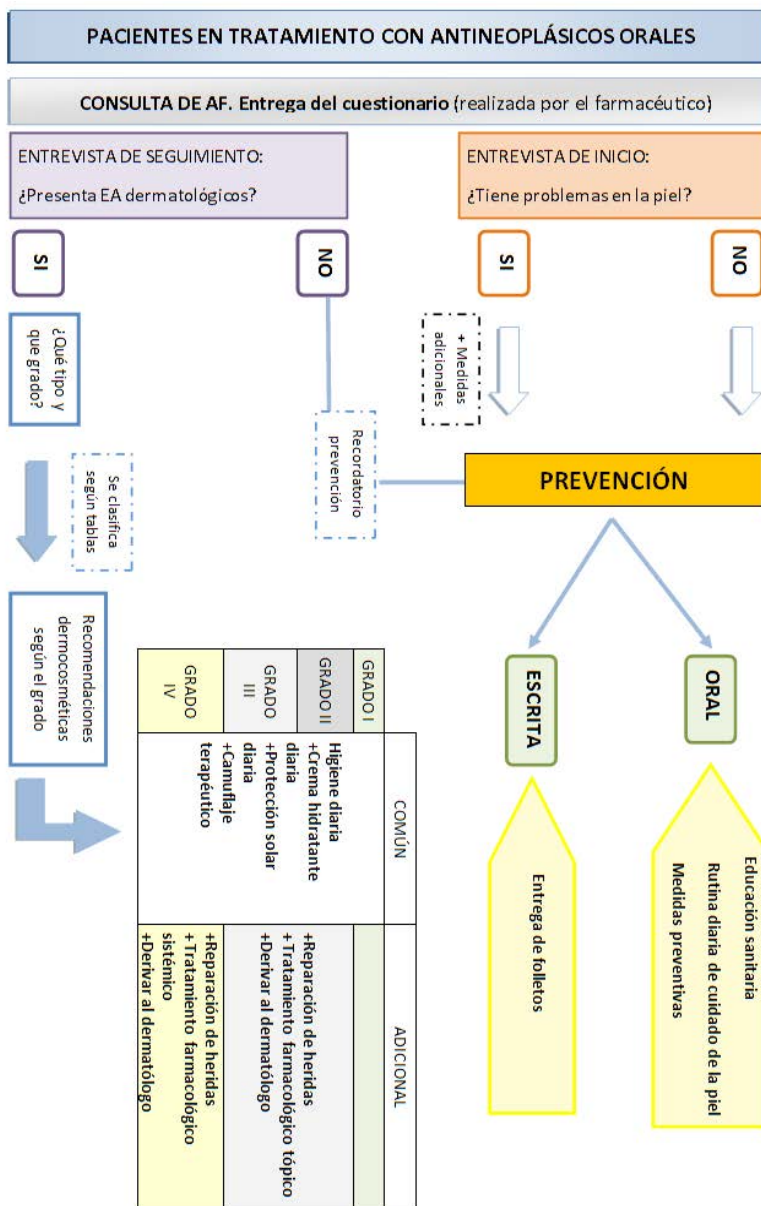 PACIENTES EN TRATAMIENTO CON ANTINEOPLÁSICOS ORALES
CONSULTA DE AF. Entrega del cuestionario (realizada por el farmacéutico)
ENTREVISTA DE SEGUIMIENTO:
¿Presenta EA dermatológicos?
ENTREVISTA DE INICIO:
¿Tiene problemas en la piel?
SI
NO
SI
NO
¿Qué tipo y
que grado?
+ Medidas
adicionales
Recordatorio
prevención
PREVENCIÓN
Se clasifica
según tablas
Recomendaciones
dermocosméticas
según el grado
ESCRITA
ORAL
Entrega de folletos
Educación sanitaria
Rutina diaria de cuidado de la piel
Medidas preventivas
COMÚN
ADICIONAL
GRADO I
GRADO II
GRADO
III
GRADO
IV
Higiene diaria
+Crema hidratante
diaria
+Protección solar
diaria
+Camuflaje
terapéutico
+Reparación de heridas
+Tratamiento farmacológico tópico
+Derivar al dermatólogo
+Reparación de heridas
+Tratamiento farmacológico
sistémico
+Derivar al dermatólogo